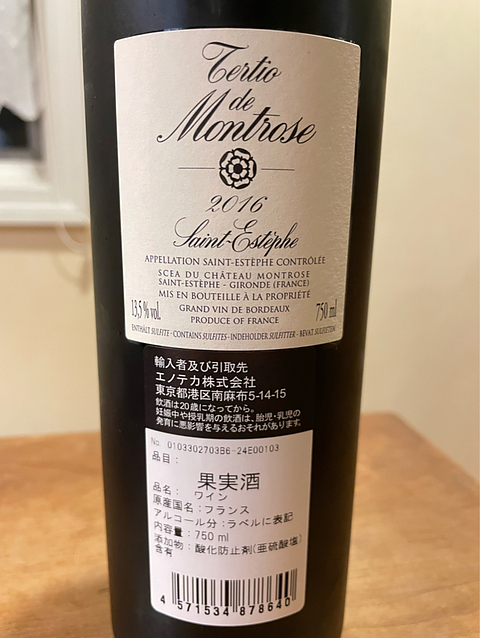 Tertio
de
Montrose
2016
Saint-Estèphe
APPELLATION SAINT-ESTÈPHE CONTRÔLÉE
SCEA DU CHÂTEAU MONTROSE
SAINT-ESTÈPHE - GIRONDE (FRANCE)
MIS EN BOUTEILLE À LA PROPRIÉTÉ
13,5% vol. GRAND VIN DE BORDEAUX 750 ml
PRODUCE OF FRANCE
ENTHÄLT SULFITE - CONTAINS SULFITES - INDEHOLDER SULFITTER - BEVAT SULFIETEN
輸入者及び引取先
エノテカ株式会社
東京都港区南麻布5-14-15
飲酒は20歳になってから。
妊娠中や授乳期の飲酒は、胎児・乳児の
発育に悪影響を与えるおそれがあります。
No. 0103302703B6-24E00103
品目:
果実酒
品名: ワイン
原産国名:フランス
アルコール分:ラベルに表記
内容量:750 ml
添加物:酸化防止剤(亜硫酸塩)
含有
4 571534 878640